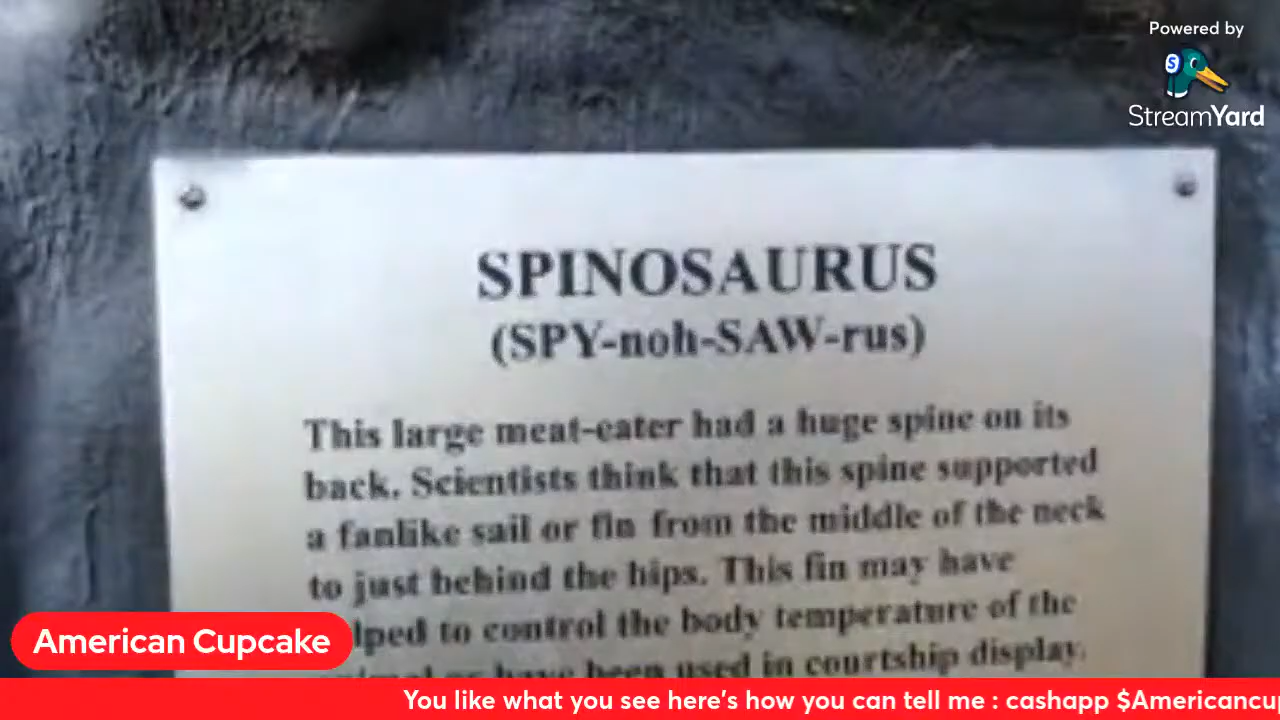 Powered by
StreamYard
SPINOSAURUS
(SPY-noh-SAW-rus)
This large meat-eater had a huge spine on its
back. Scientists think that this spine supported
a fanlike sail or fin from the middle of the neck
to just behind the hips. This fin may have
lped to control the body temperature of the
or have been used in courtship display.
American Cupcake
You like what you see here's how you can tell me : cashapp $Americancu